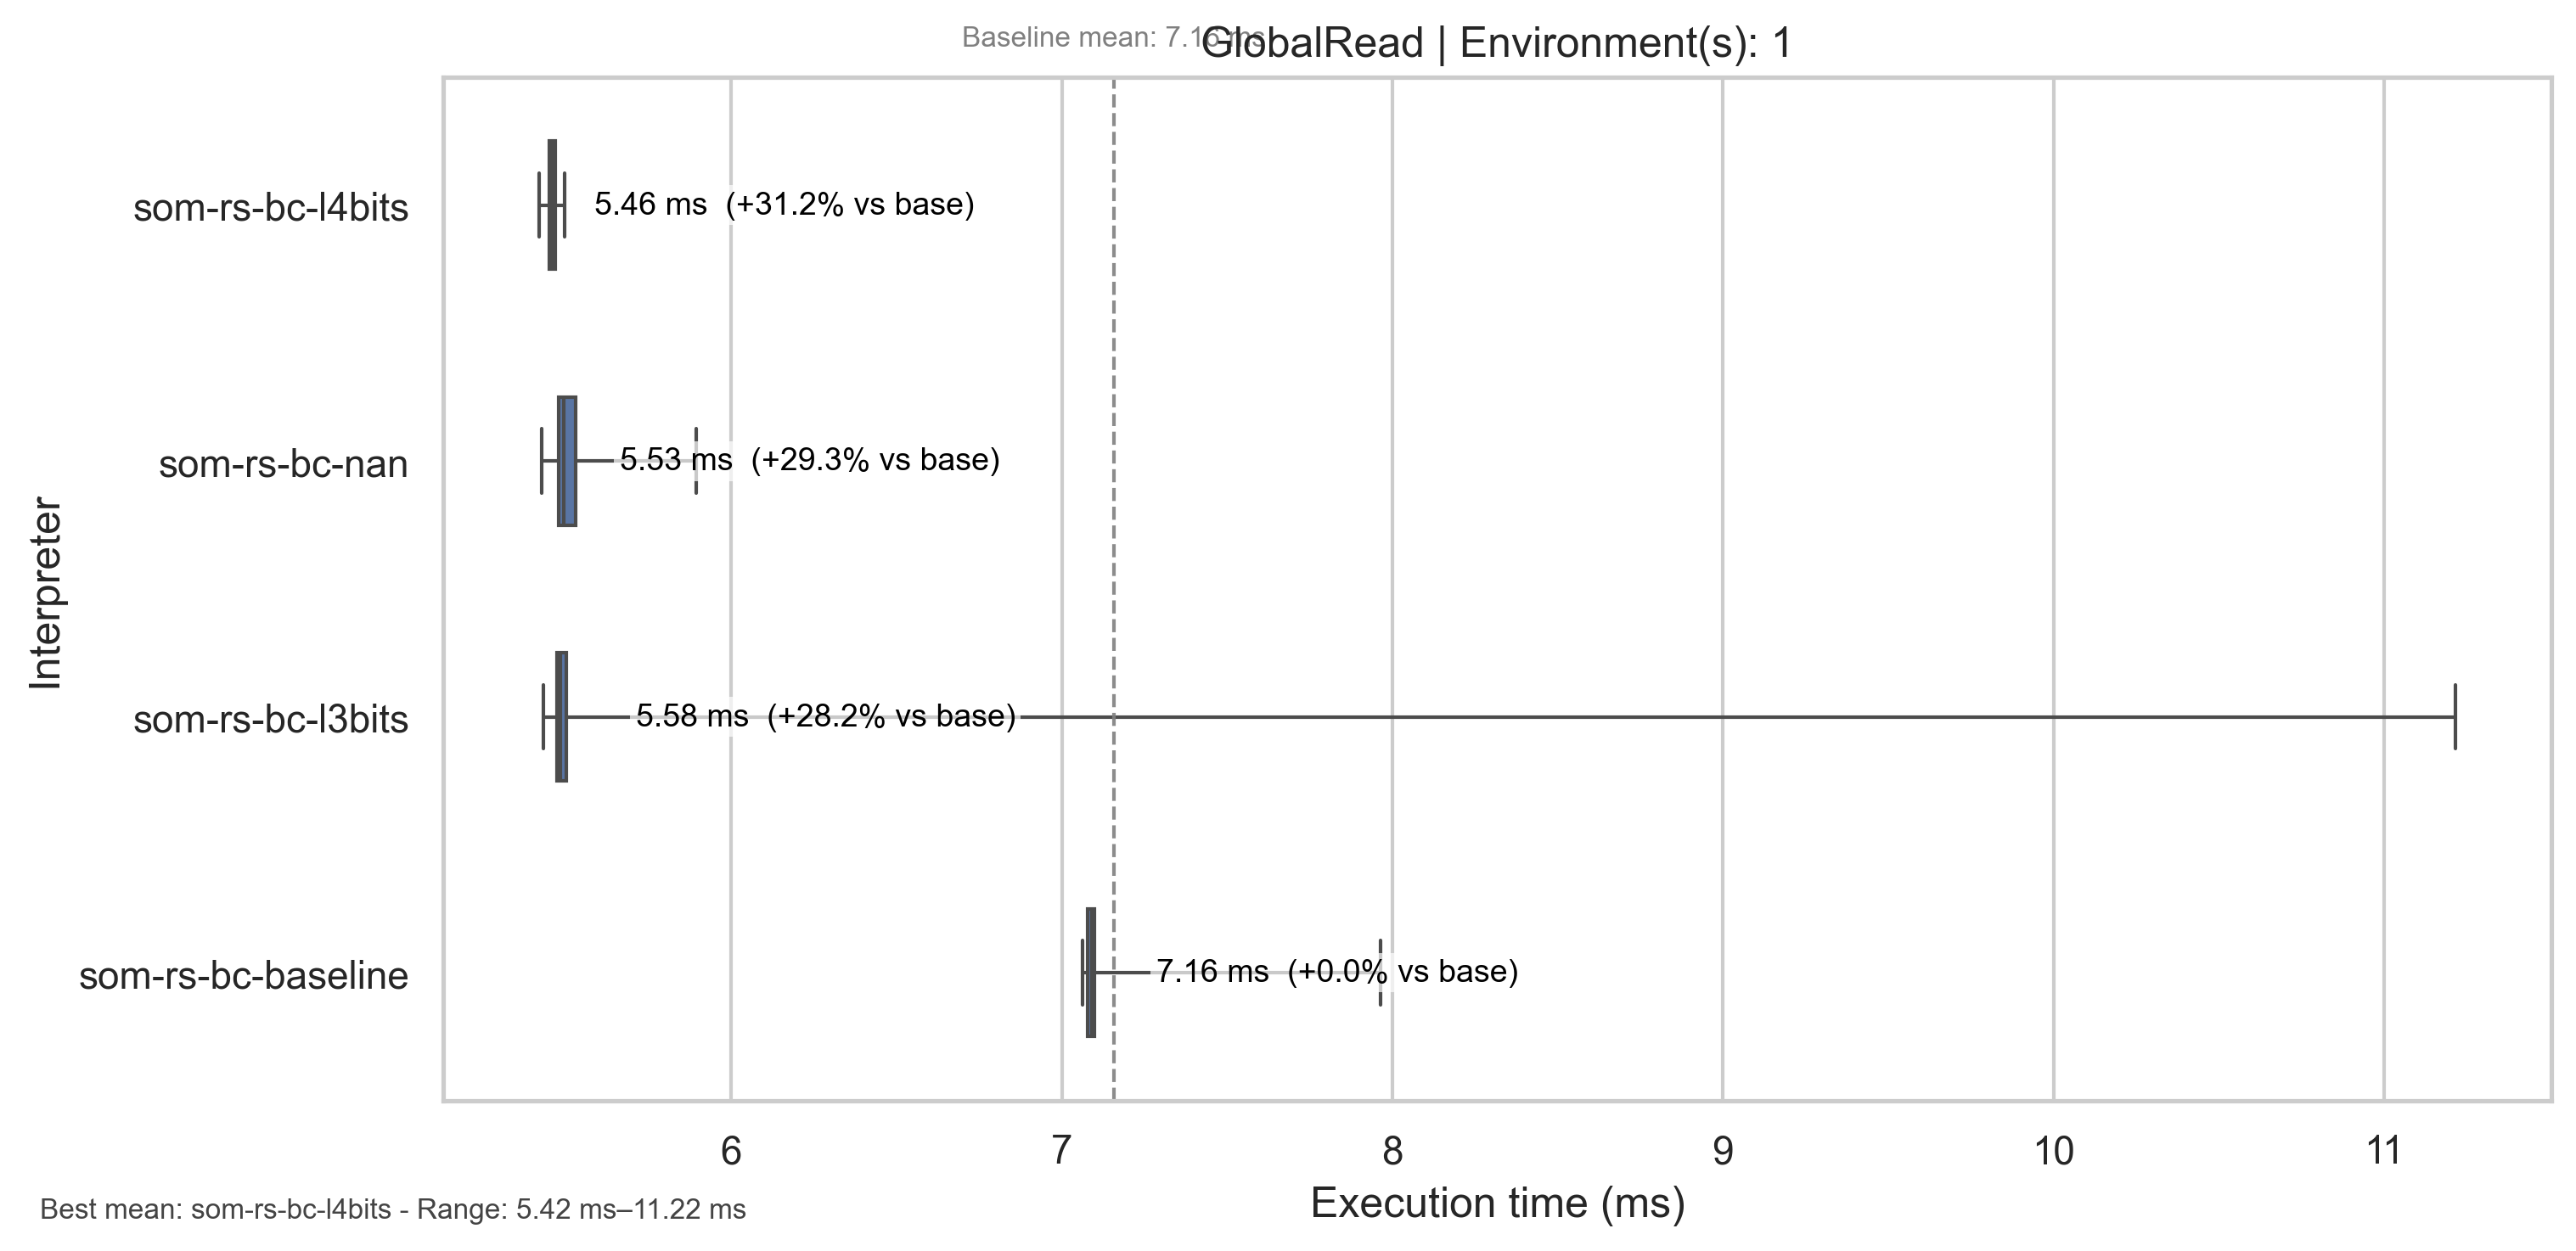 Baseline mean: 7.16 ms
GlobalRead | Environment(s): 1
som-rs-bc-l4bits
5.46 ms (+31.2% vs base)
som-rs-bc-nan
5.53 ms (+29.3% vs base)
Interpreter
som-rs-bc-l3bits
5.58 ms (+28.2% vs base)
som-rs-bc-baseline
7.16 ms (+0.0% vs base)
6 7 8 9 10 11
Execution time (ms)
Best mean: som-rs-bc-l4bits - Range: 5.42 ms–11.22 ms